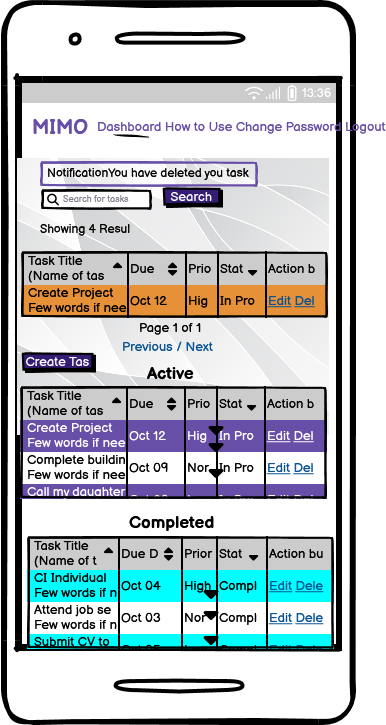 13:36
MIMO Dashboard How to Use Change Password Logout
NotificationYou have deleted you task
Search for tasks Search
Showing 4 Resul
Task Title Due Prio Stat Action b
(Name of tas
Create Project Oct 12 Hig In Pro Edit Del
Few words if nee
Page 1 of 1
Previous / Next
Create Tas
Active
Task Title Due Prio Stat Action b
(Name of tas
Create Project Oct 12 Hig In Pro Edit Del
Few words if nee
Complete buildin Oct 09 Nor In Pro Edit Del
Few words if nee
Call my daughter
Completed
Task Title Due D Prior Stat Action bu
(Name of t
CI Individual Oct 04 High Compl Edit Dele
Few words if n
Attend job se Oct 03 Nor Compl Edit Dele
Few words if n
Submit CV to